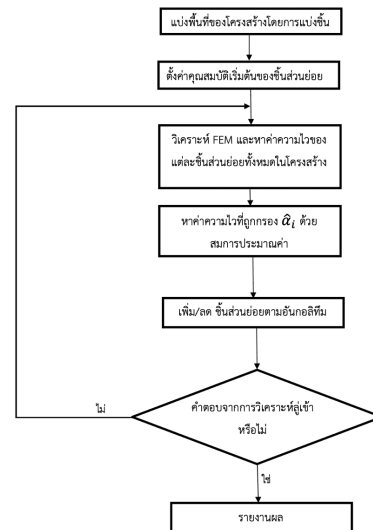 แบ่งพื้นที่ของโครงสร้างโดยการแบ่งชิ้น
ตั้งค่าคุณสมบัติเริ่มต้นของชิ้นส่วนย่อย
วิเคราะห์ FEM และหาค่าความไวของ
แต่ละชิ้นส่วนย่อยทั้งหมดในโครงสร้าง
หาค่าความไวที่ถูกกรอง α̂ᵢ ด้วย
สมการประมาณค่า
เพิ่ม/ลด ชิ้นส่วนย่อยตามอันกอลิทึม
คำตอบจากการวิเคราะห์ลู่เข้า
หรือไม่
ไม่
ใช่
รายงานผล